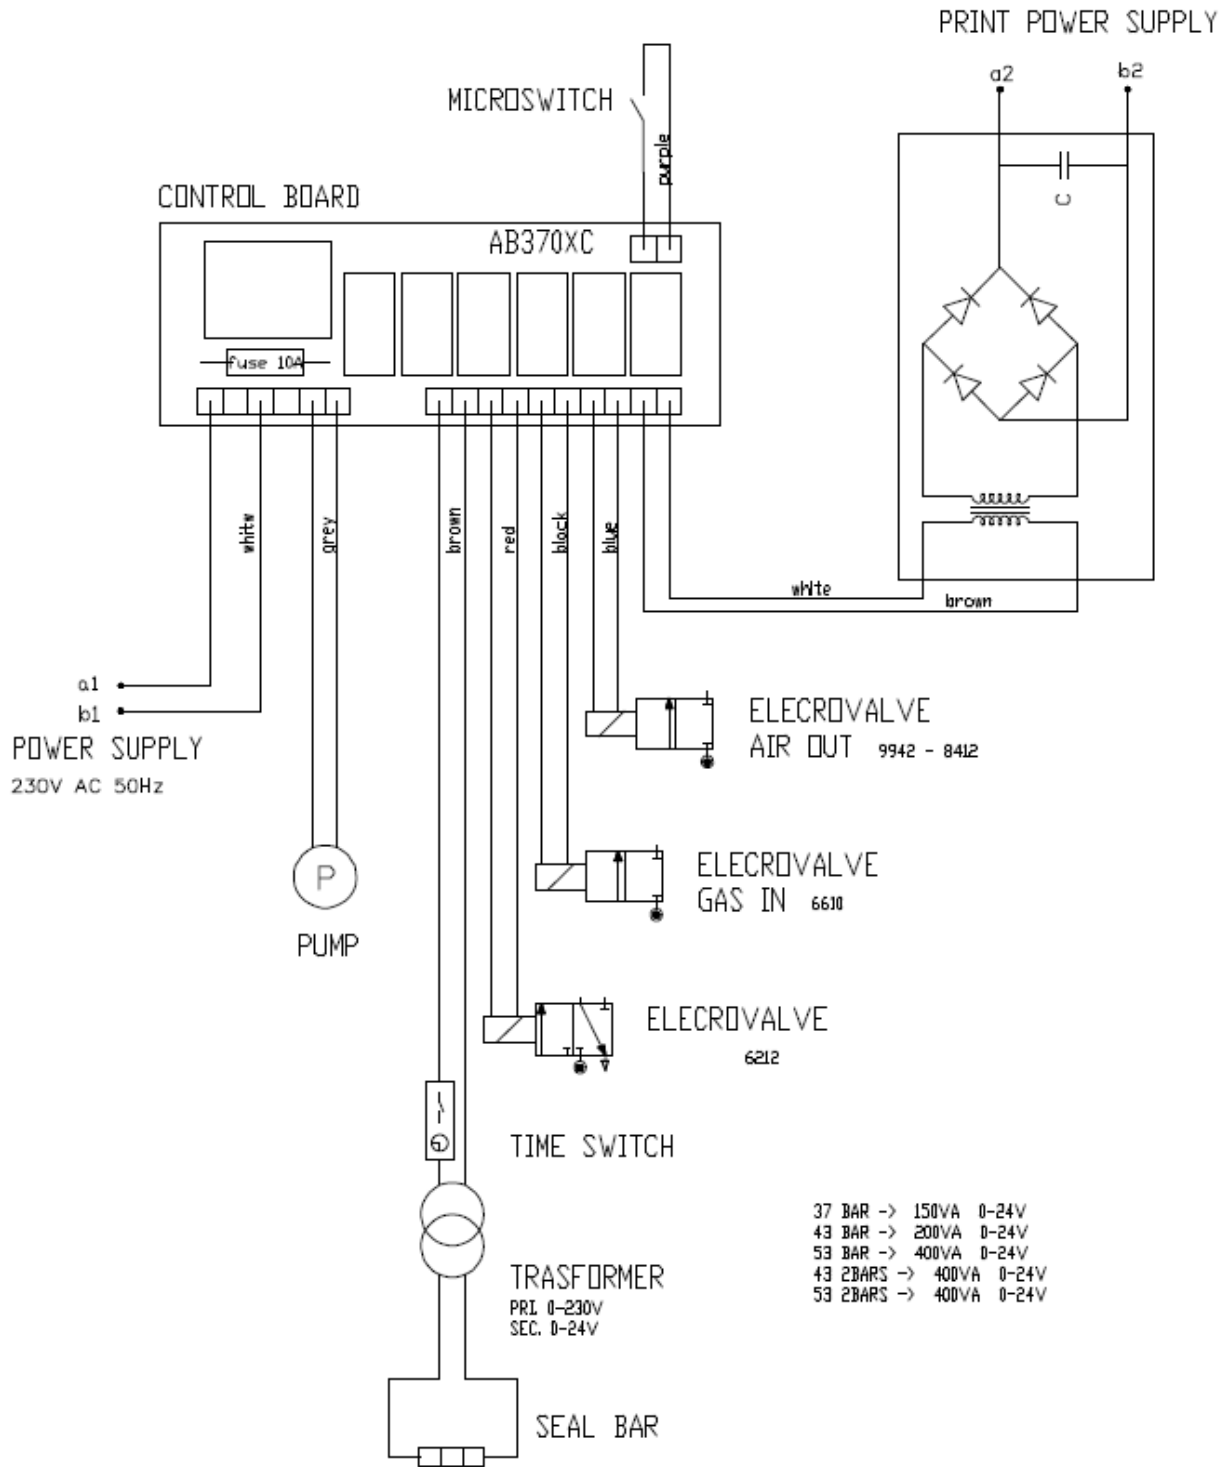 PRINT POWER SUPPLY
a2
b2
MICROSWITCH
purple
C
CONTROL BOARD
AB370XC
fuse 10A
whitw
grey
brown
red
black
blue
white
brown
a1
b1
POWER SUPPLY
230V AC 50Hz
ELECROVALVE
AIR OUT 9942 - 8412
P
PUMP
ELECROVALVE
GAS IN 6610
ELECROVALVE
6212
TIME SWITCH
37 BAR -> 150VA 0-24V
43 BAR -> 200VA 0-24V
53 BAR -> 400VA 0-24V
43 2BARS -> 400VA 0-24V
53 2BARS -> 400VA 0-24V
TRASFORMER
PRI. 0-230V
SEC. 0-24V
SEAL BAR